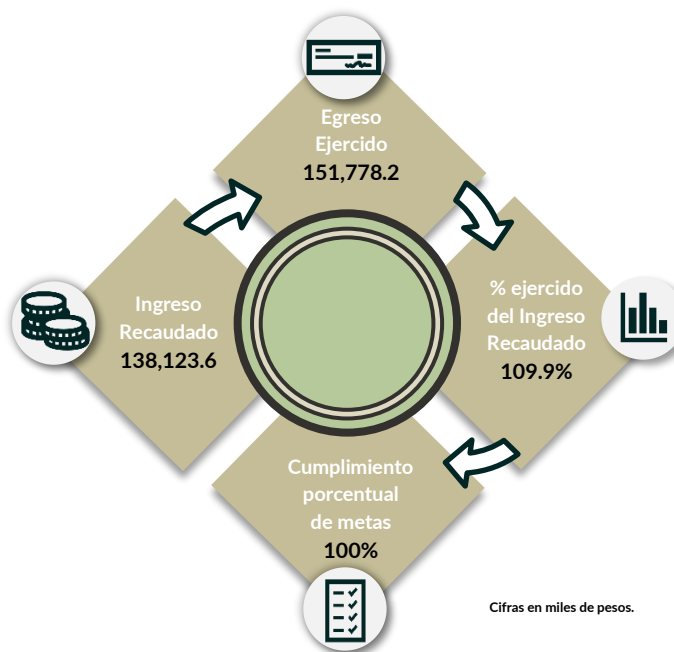 Egreso
Ejercido
151,778.2
Ingreso
Recaudado
138,123.6
% ejercido
del Ingreso
Recaudado
109.9%
Cumplimiento
porcentual
de metas
100%
Cifras en miles de pesos.